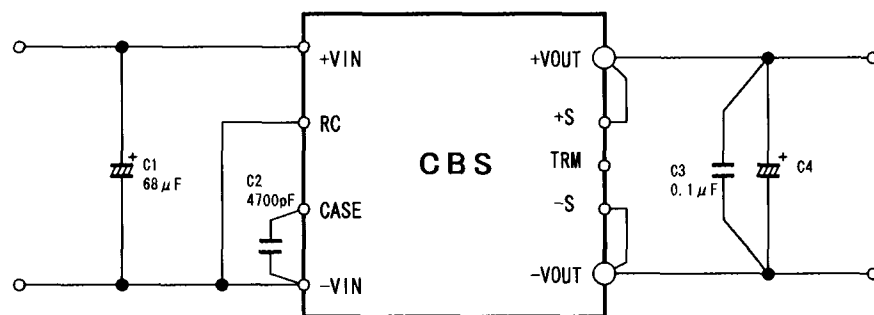 +VIN
+VOUT
RC
+S
CBS
TRM
+
C1
68μF
C2
4700pF
C3
0.1μF
+
C4
CASE
-S
-VIN
-VOUT